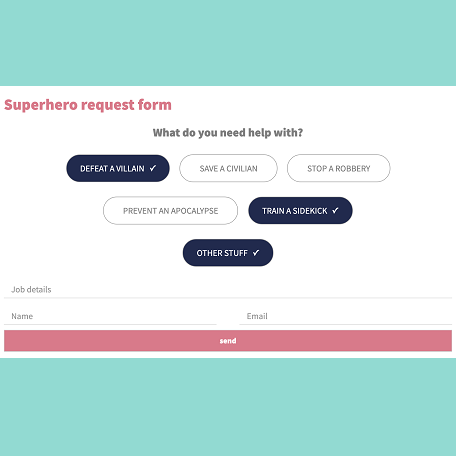 Superhero request form
What do you need help with?
DEFEAT A VILLAIN ✓ SAVE A CIVILIAN STOP A ROBBERY
PREVENT AN APOCALYPSE TRAIN A SIDEKICK ✓
OTHER STUFF ✓
Job details
Name Email
send